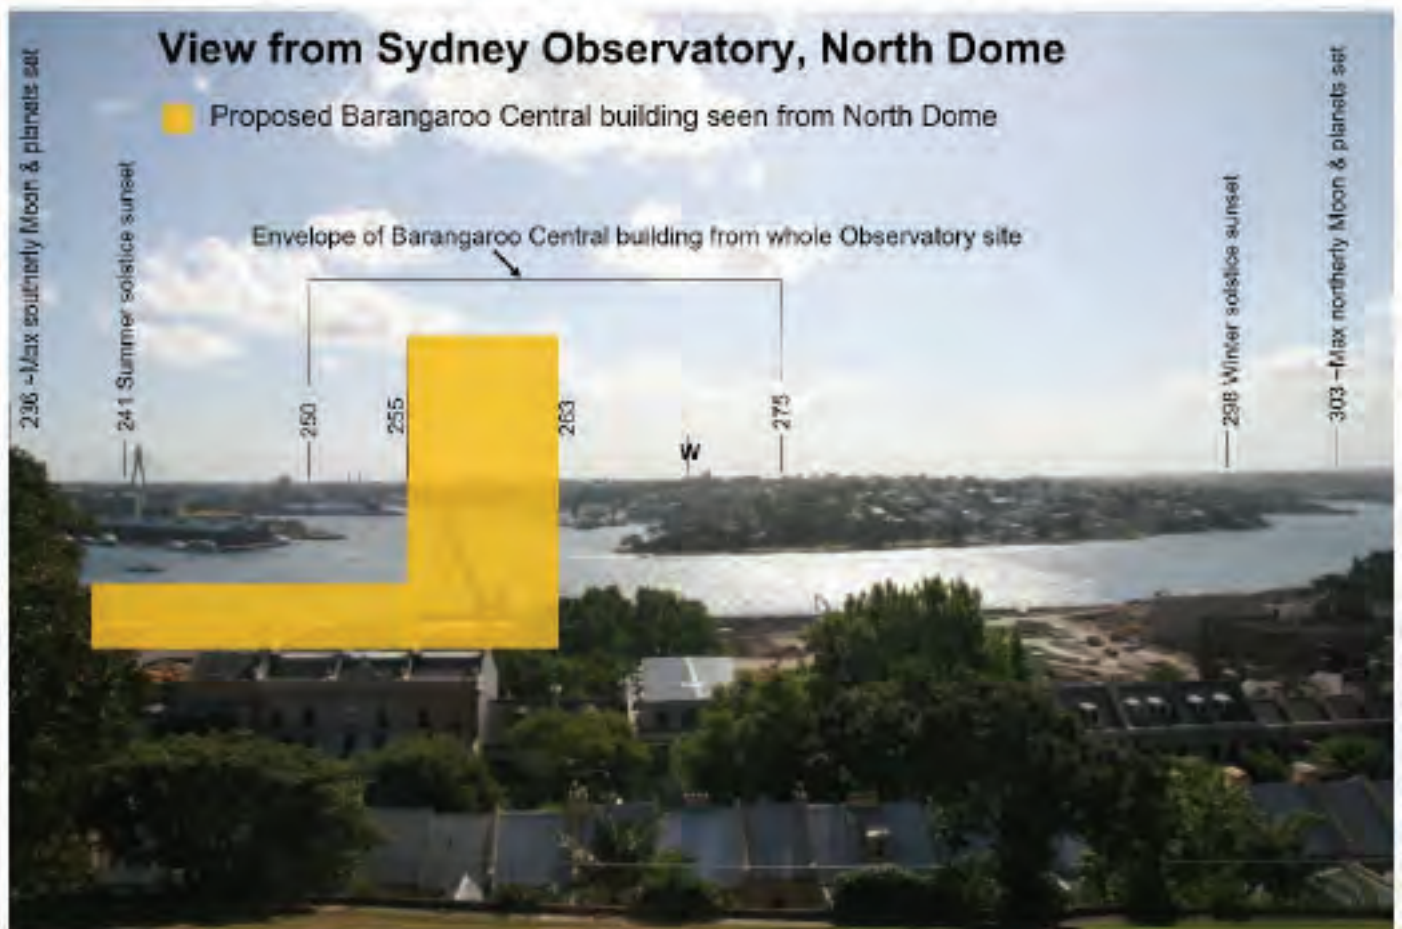 View from Sydney Observatory, North Dome
Proposed Barangaroo Central building seen from North Dome
Envelope of Barangaroo Central building from whole Observatory site
236 ~Max southerly Moon & planets set
241 Summer solstice sunset
250
255
263
W
275
298 Winter solstice sunset
303 ~Max northerly Moon & planets set